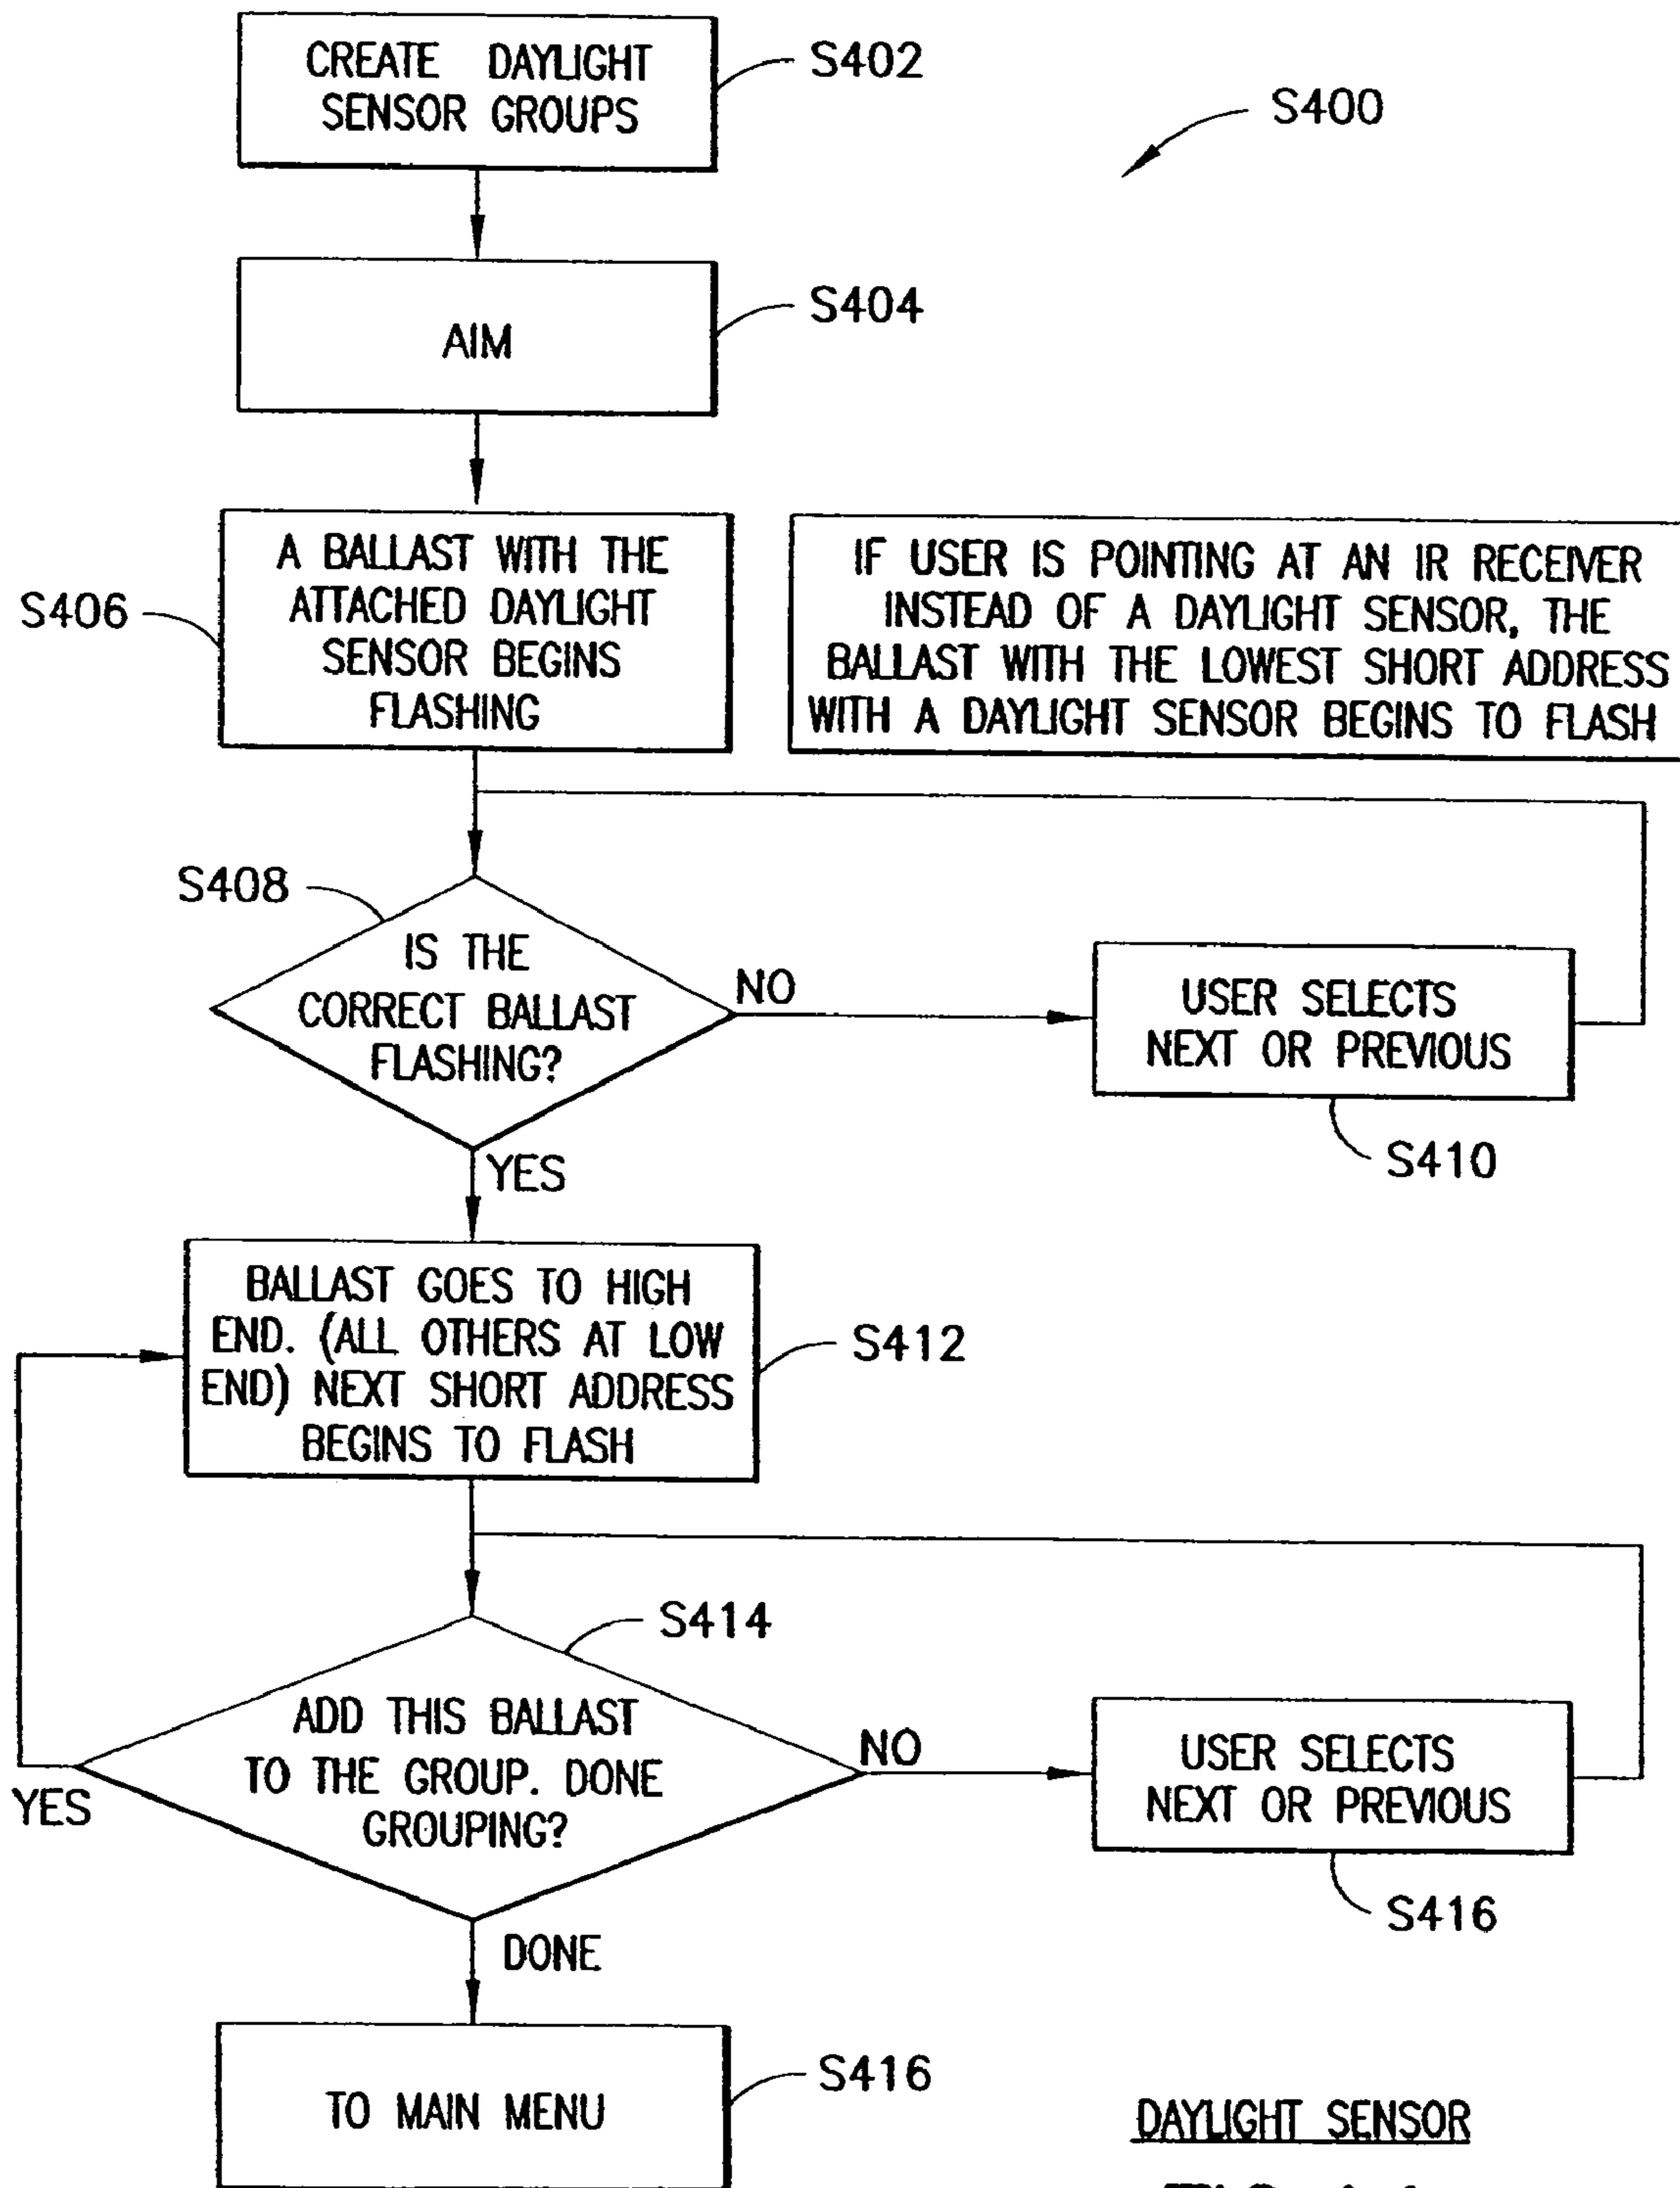 CREATE DAYLIGHT
SENSOR GROUPS
S402
S400
AIM
S404
A BALLAST WITH THE
ATTACHED DAYLIGHT
SENSOR BEGINS
FLASHING
S406
IF USER IS POINTING AT AN IR RECEIVER
INSTEAD OF A DAYLIGHT SENSOR, THE
BALLAST WITH THE LOWEST SHORT ADDRESS
WITH A DAYLIGHT SENSOR BEGINS TO FLASH
S408
IS THE
CORRECT BALLAST
FLASHING?
NO
USER SELECTS
NEXT OR PREVIOUS
S410
YES
BALLAST GOES TO HIGH
END. (ALL OTHERS AT LOW
END) NEXT SHORT ADDRESS
BEGINS TO FLASH
S412
S414
ADD THIS BALLAST
TO THE GROUP. DONE
GROUPING?
NO
YES
USER SELECTS
NEXT OR PREVIOUS
S416
DONE
TO MAIN MENU
S416
DAYLIGHT SENSOR